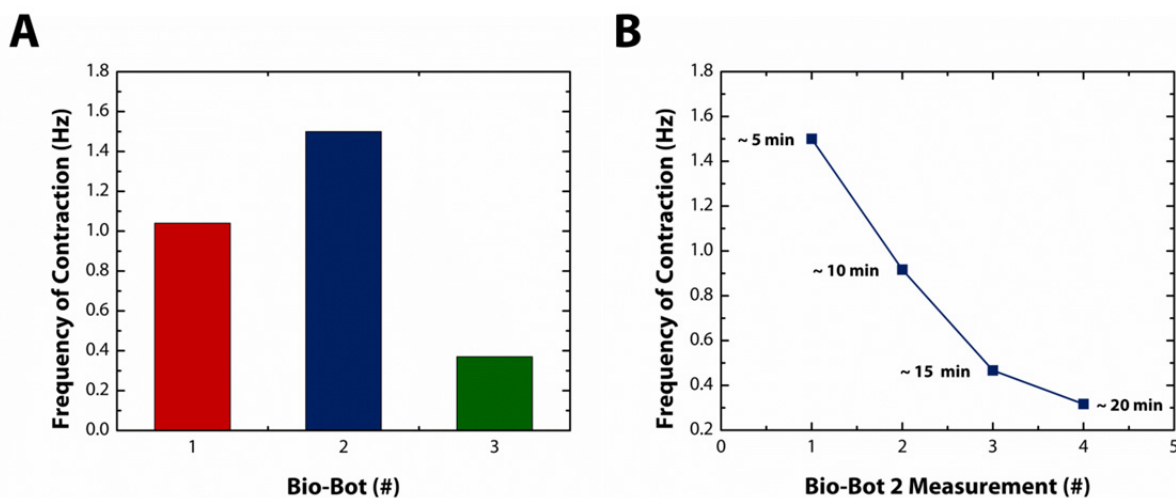 A
B
Frequency of Contraction (Hz)
1.8
1.6
1.4
1.2
1.0
0.8
0.6
0.4
0.2
0.0
1
2
3
Bio-Bot (#)
Frequency of Contraction (Hz)
1.8
1.6
1.4
1.2
1.0
0.8
0.6
0.4
0.2
~ 5 min
~ 10 min
~ 15 min
~ 20 min
0
1
2
3
4
5
Bio-Bot 2 Measurement (#)